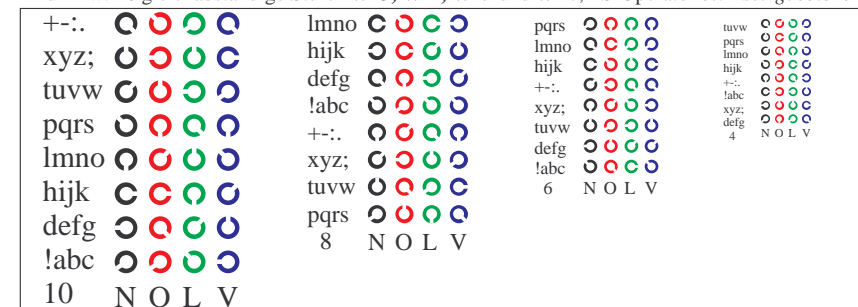 +-:.
xyz;
tuvw
pqrs
lmno
hijk
defg
!abc
10 N O L V
lmno
hijk
defg
!abc
+-:.
xyz;
tuvw
pqrs
8 N O L V
pqrs
lmno
hijk
+-:.
xyz;
tuvw
defg
!abc
6 N O L V
tuvw
pqrs
lmno
hijk
+-:.
!abc
xyz;
defg
4 N O L V